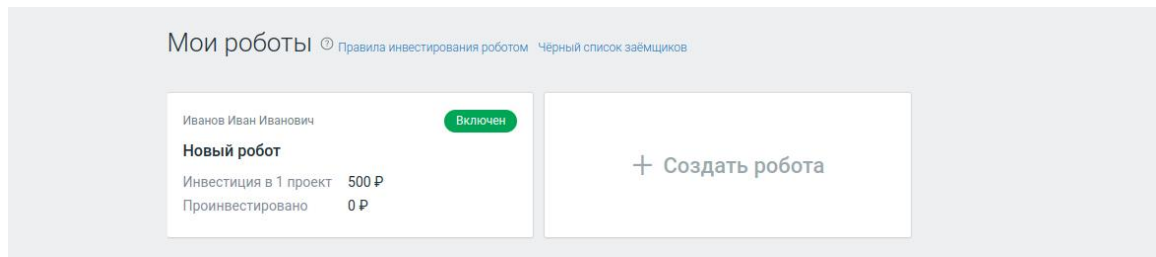 Мои роботы ? Правила инвестирования роботом Чёрный список заёмщиков
Иванов Иван Иванович Включен
Новый робот
Инвестиция в 1 проект 500 ₽
Проинвестировано 0 ₽
+ Создать робота